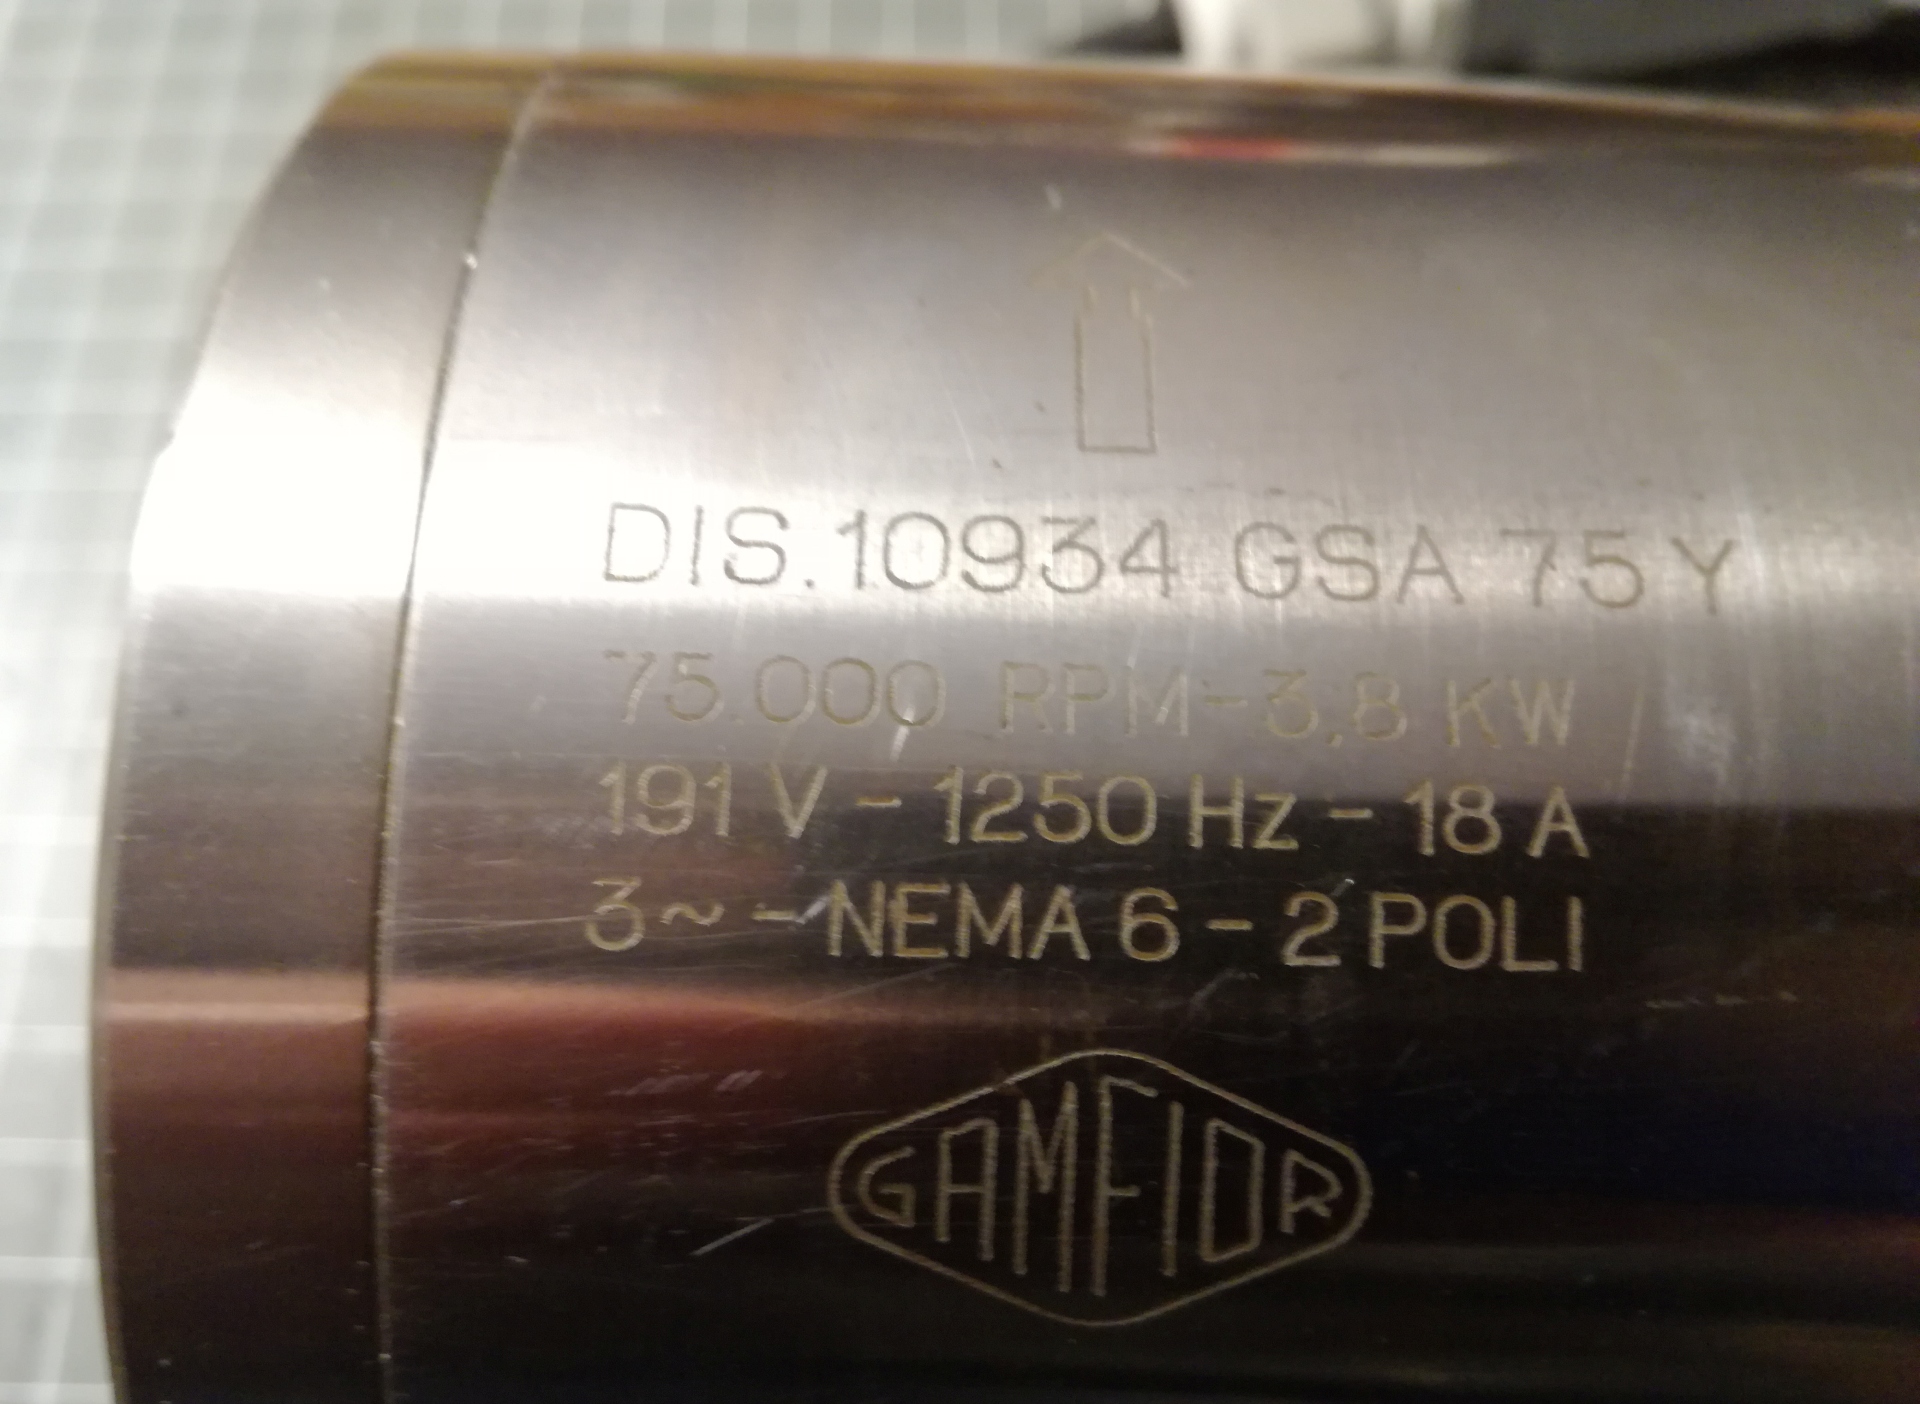 DIS.10934 GSA 75 Y
75.000 RPM-3,8 KW
191 V - 1250 Hz - 18 A
3~ - NEMA 6 - 2 POLI
GAMFIOR